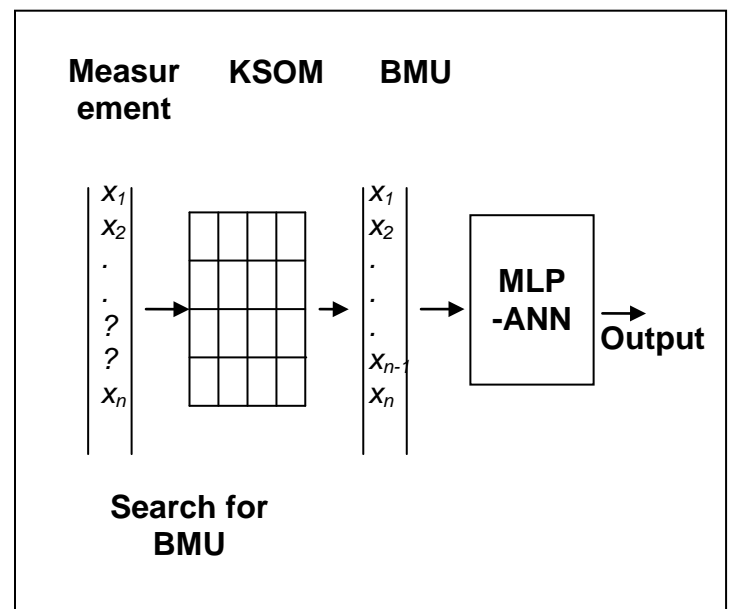 Measur
ement
KSOM
BMU
x₁
x₂
.
.
?
?
xₙ
x₁
x₂
.
.
.
xₙ₋₁
xₙ
MLP
-ANN
Output
Search for
BMU